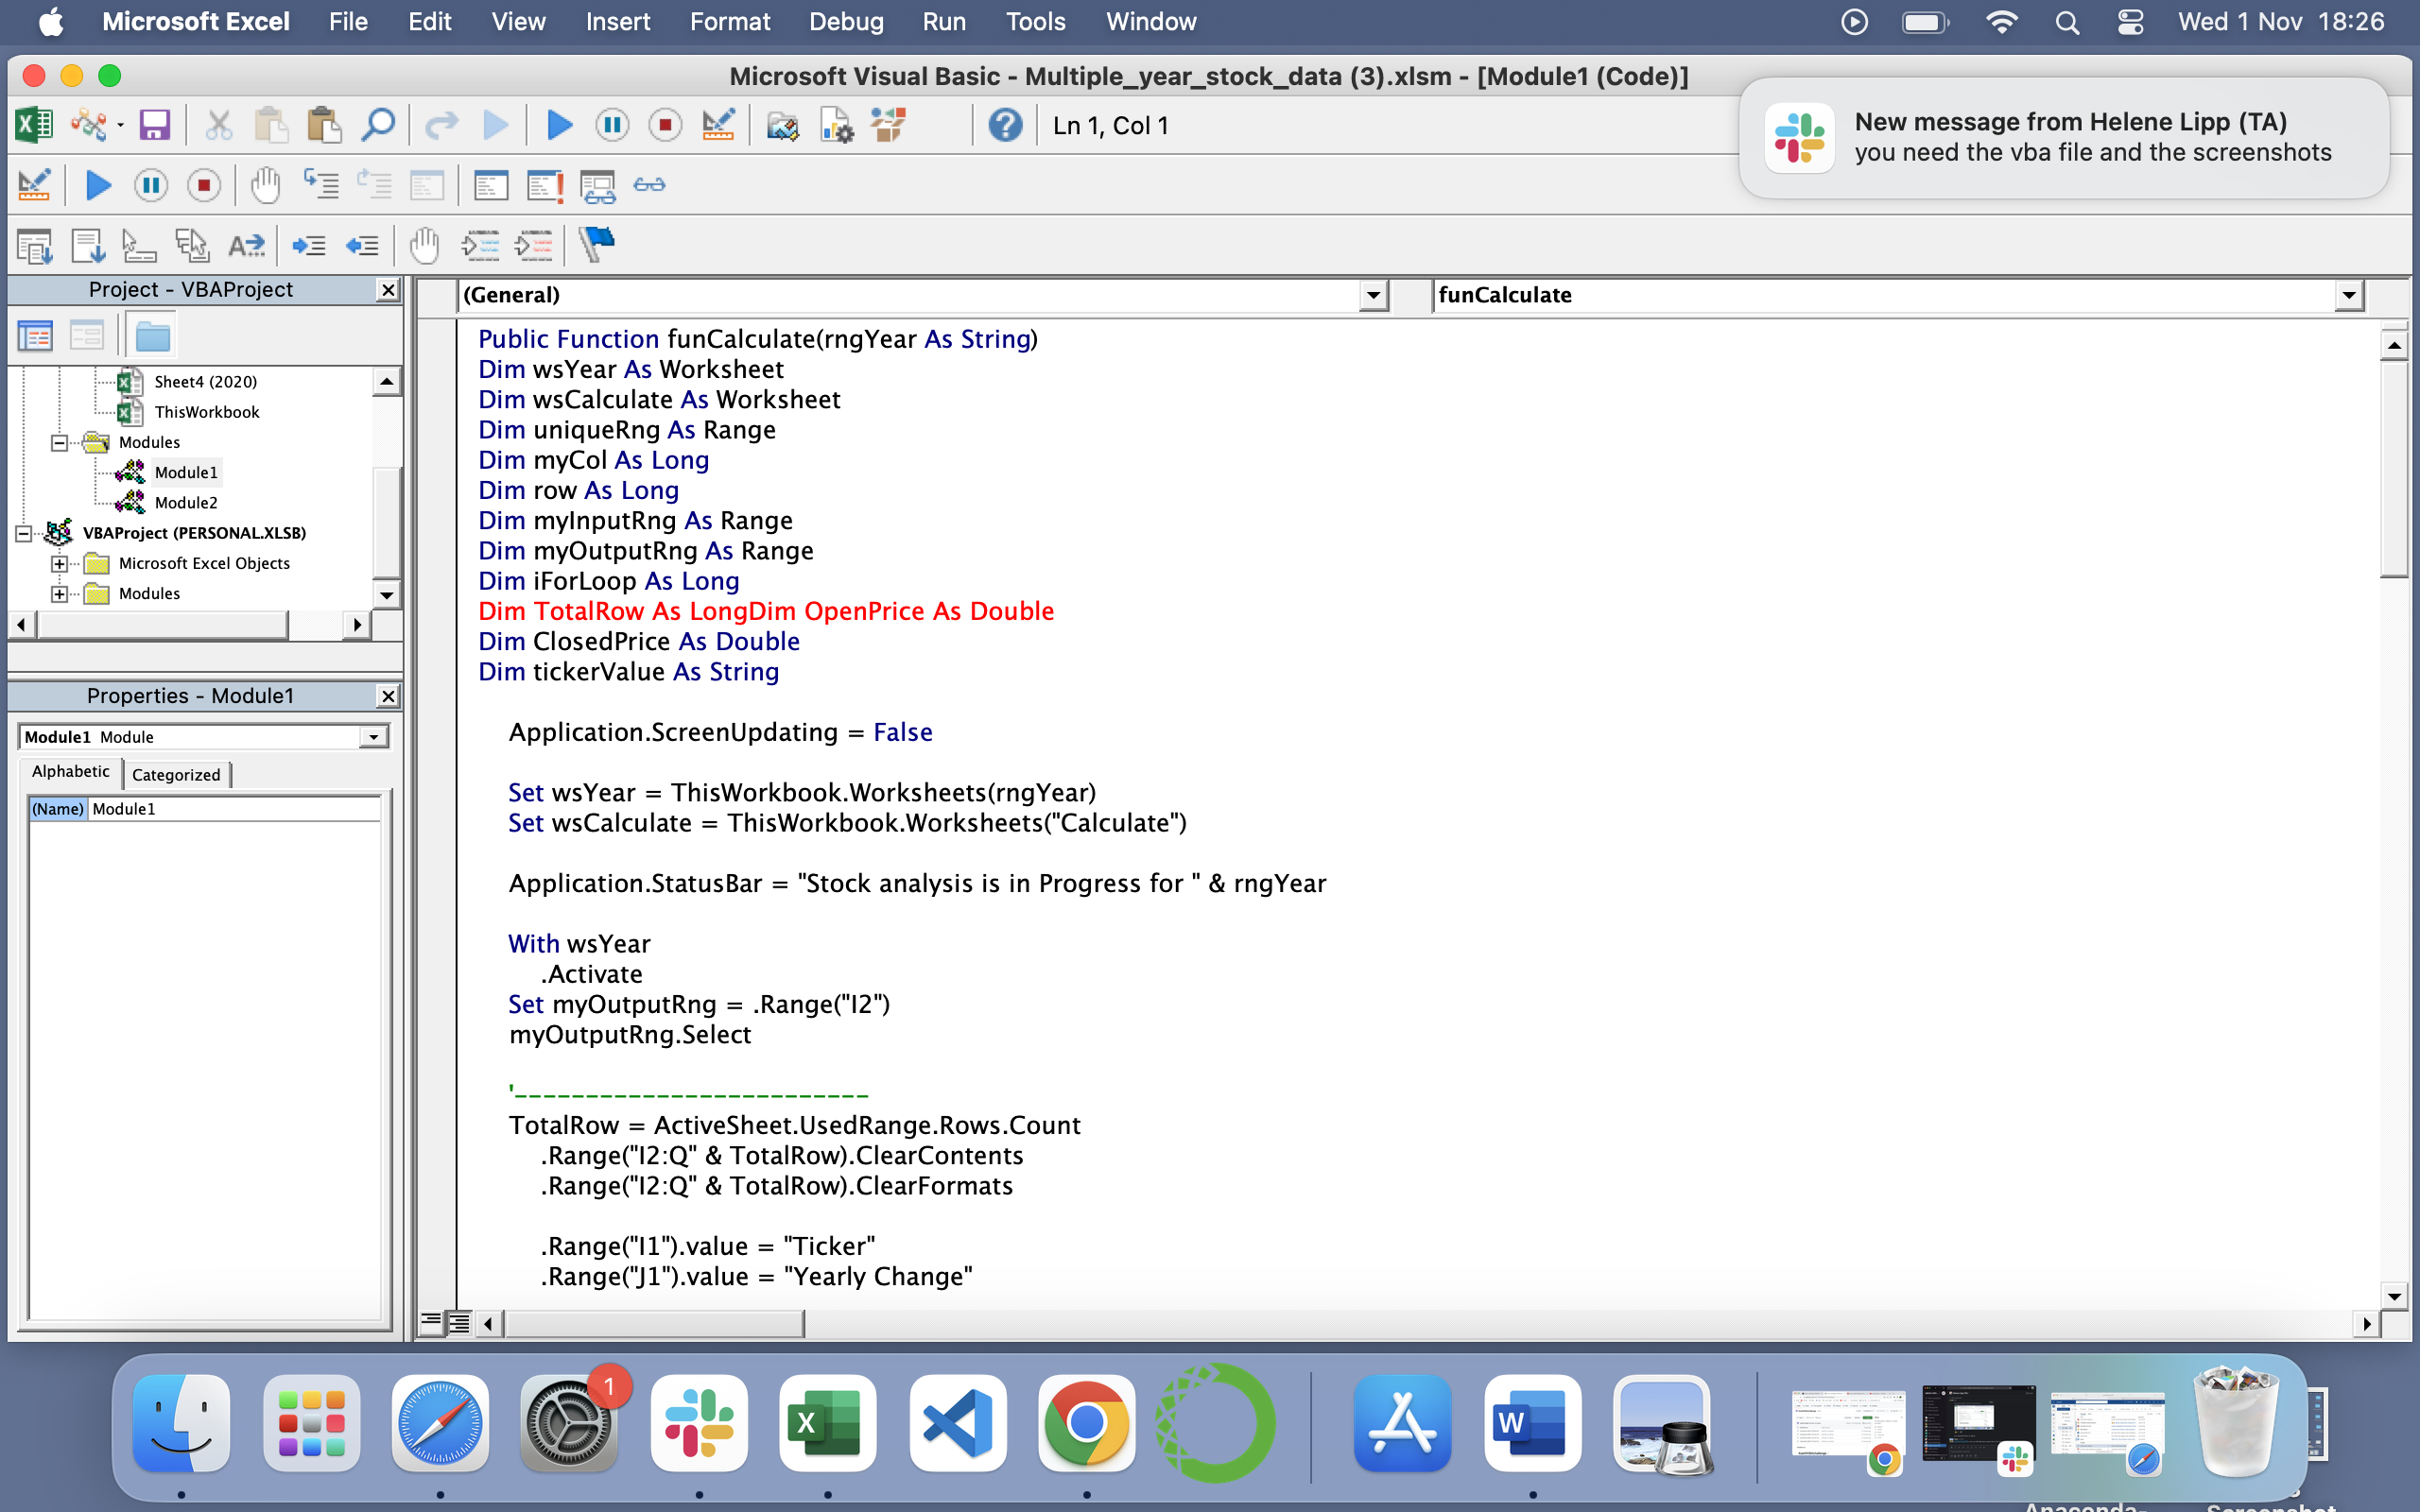 Microsoft Excel File Edit View Insert Format Debug Run Tools Window Wed 1 Nov 18:26
Microsoft Visual Basic - Multiple_year_stock_data (3).xlsm - [Module1 (Code)]
New message from Helene Lipp (TA)
you need the vba file and the screenshots
Ln 1, Col 1
Project - VBAProject
Sheet4 (2020)
ThisWorkbook
Modules
Module1
Module2
VBAProject (PERSONAL.XLSB)
Microsoft Excel Objects
Modules
Properties - Module1
Module1 Module
Alphabetic Categorized
(Name) Module1
(General) funCalculate
Public Function funCalculate(rngYear As String)
Dim wsYear As Worksheet
Dim wsCalculate As Worksheet
Dim uniqueRng As Range
Dim myCol As Long
Dim row As Long
Dim myInputRng As Range
Dim myOutputRng As Range
Dim iForLoop As Long
Dim TotalRow As LongDim OpenPrice As Double
Dim ClosedPrice As Double
Dim tickerValue As String
Application.ScreenUpdating = False
Set wsYear = ThisWorkbook.Worksheets(rngYear)
Set wsCalculate = ThisWorkbook.Worksheets("Calculate")
Application.StatusBar = "Stock analysis is in Progress for " & rngYear
With wsYear
.Activate
Set myOutputRng = .Range("I2")
myOutputRng.Select
'_________________________
TotalRow = ActiveSheet.UsedRange.Rows.Count
.Range("I2:Q" & TotalRow).ClearContents
.Range("I2:Q" & TotalRow).ClearFormats
.Range("I1").value = "Ticker"
.Range("J1").value = "Yearly Change"
1